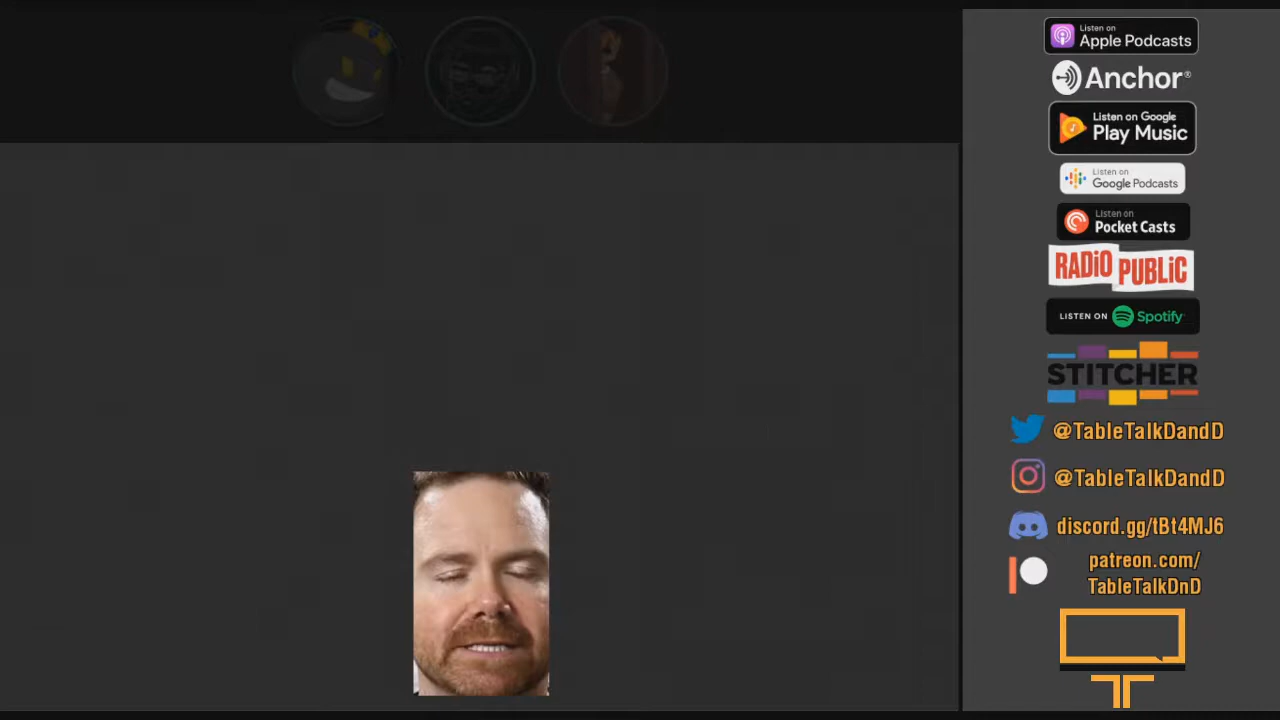 Listen on
Apple Podcasts
Anchor®
Listen on Google
Play Music
Listen on
Google Podcasts
Listen on
Pocket Casts
RADiO PUBLiC
LISTEN ON Spotify
STITCHER
@TableTalkDandD
@TableTalkDandD
discord.gg/tBt4MJ6
patreon.com/
TableTalkDnD